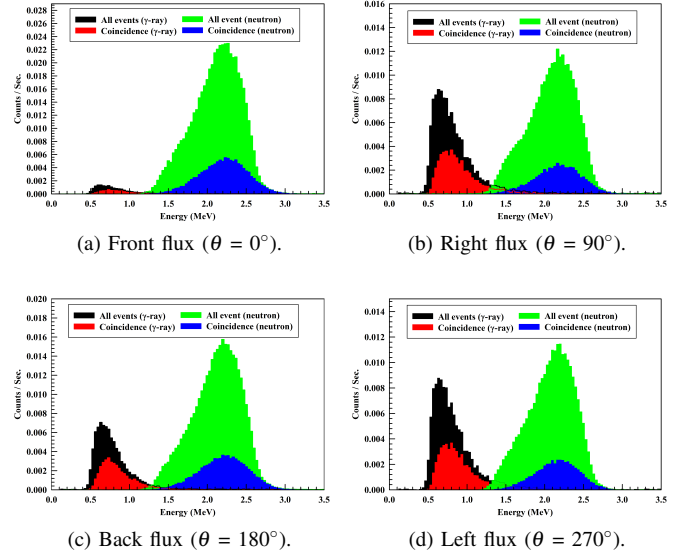 All events (γ-ray) All event (neutron)
Coincidence (γ-ray) Coincidence (neutron)
Counts / Sec.
0.028
0.026
0.024
0.022
0.020
0.018
0.016
0.014
0.012
0.010
0.008
0.006
0.004
0.002
0.000
0.0 0.5 1.0 1.5 2.0 2.5 3.0 3.5
Energy (MeV)
(a) Front flux (θ = 0°).
All events (γ-ray) All event (neutron)
Coincidence (γ-ray) Coincidence (neutron)
Counts / Sec.
0.016
0.014
0.012
0.010
0.008
0.006
0.004
0.002
0.000
0.0 0.5 1.0 1.5 2.0 2.5 3.0 3.5
Energy (MeV)
(b) Right flux (θ = 90°).
All events (γ-ray) All event (neutron)
Coincidence (γ-ray) Coincidence (neutron)
Counts / Sec.
0.020
0.018
0.016
0.014
0.012
0.010
0.008
0.006
0.004
0.002
0.000
0.0 0.5 1.0 1.5 2.0 2.5 3.0 3.5
Energy (MeV)
(c) Back flux (θ = 180°).
All events (γ-ray) All event (neutron)
Coincidence (γ-ray) Coincidence (neutron)
Counts / Sec.
0.014
0.012
0.010
0.008
0.006
0.004
0.002
0.000
0.0 0.5 1.0 1.5 2.0 2.5 3.0 3.5
Energy (MeV)
(d) Left flux (θ = 270°).